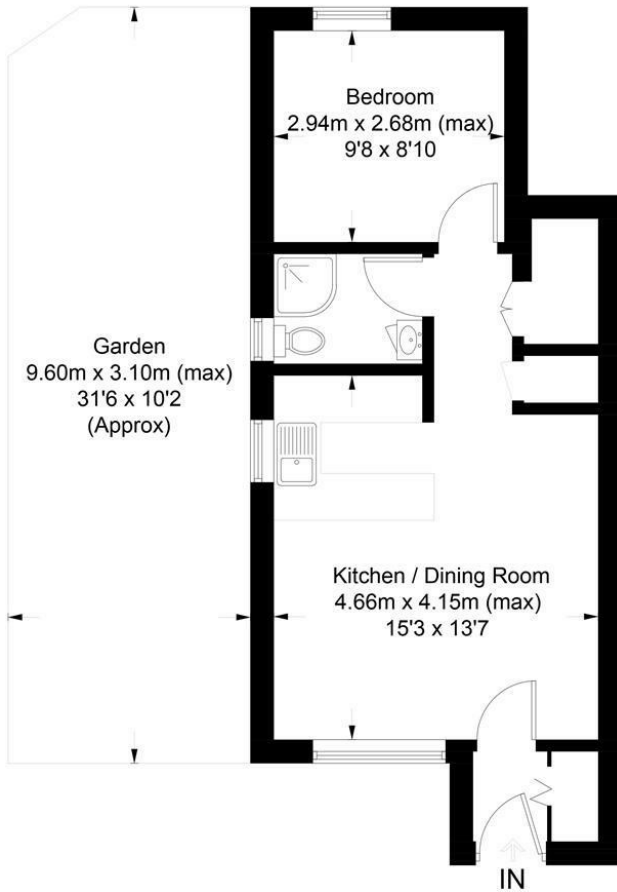 Bedroom
2.94m x 2.68m (max)
9'8 x 8'10
Garden
9.60m x 3.10m (max)
31'6 x 10'2
(Approx)
Kitchen / Dining Room
4.66m x 4.15m (max)
15'3 x 13'7
IN